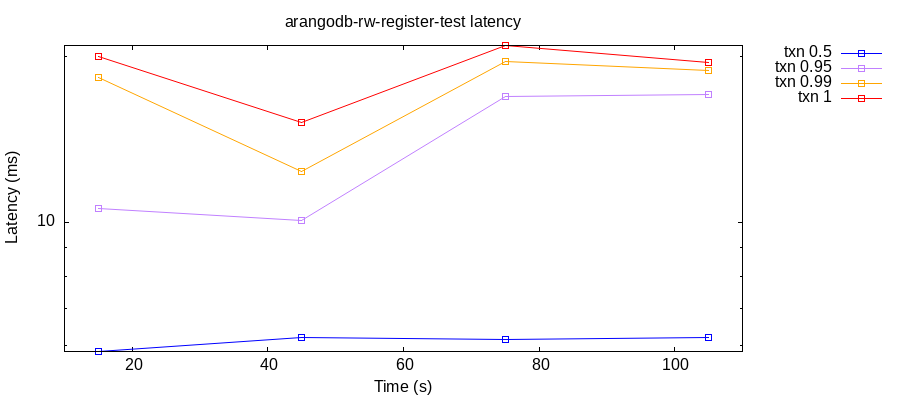 arangodb-rw-register-test latency
txn 0.5
txn 0.95
txn 0.99
txn 1
Latency (ms)
10
20 40 60 80 100
Time (s)